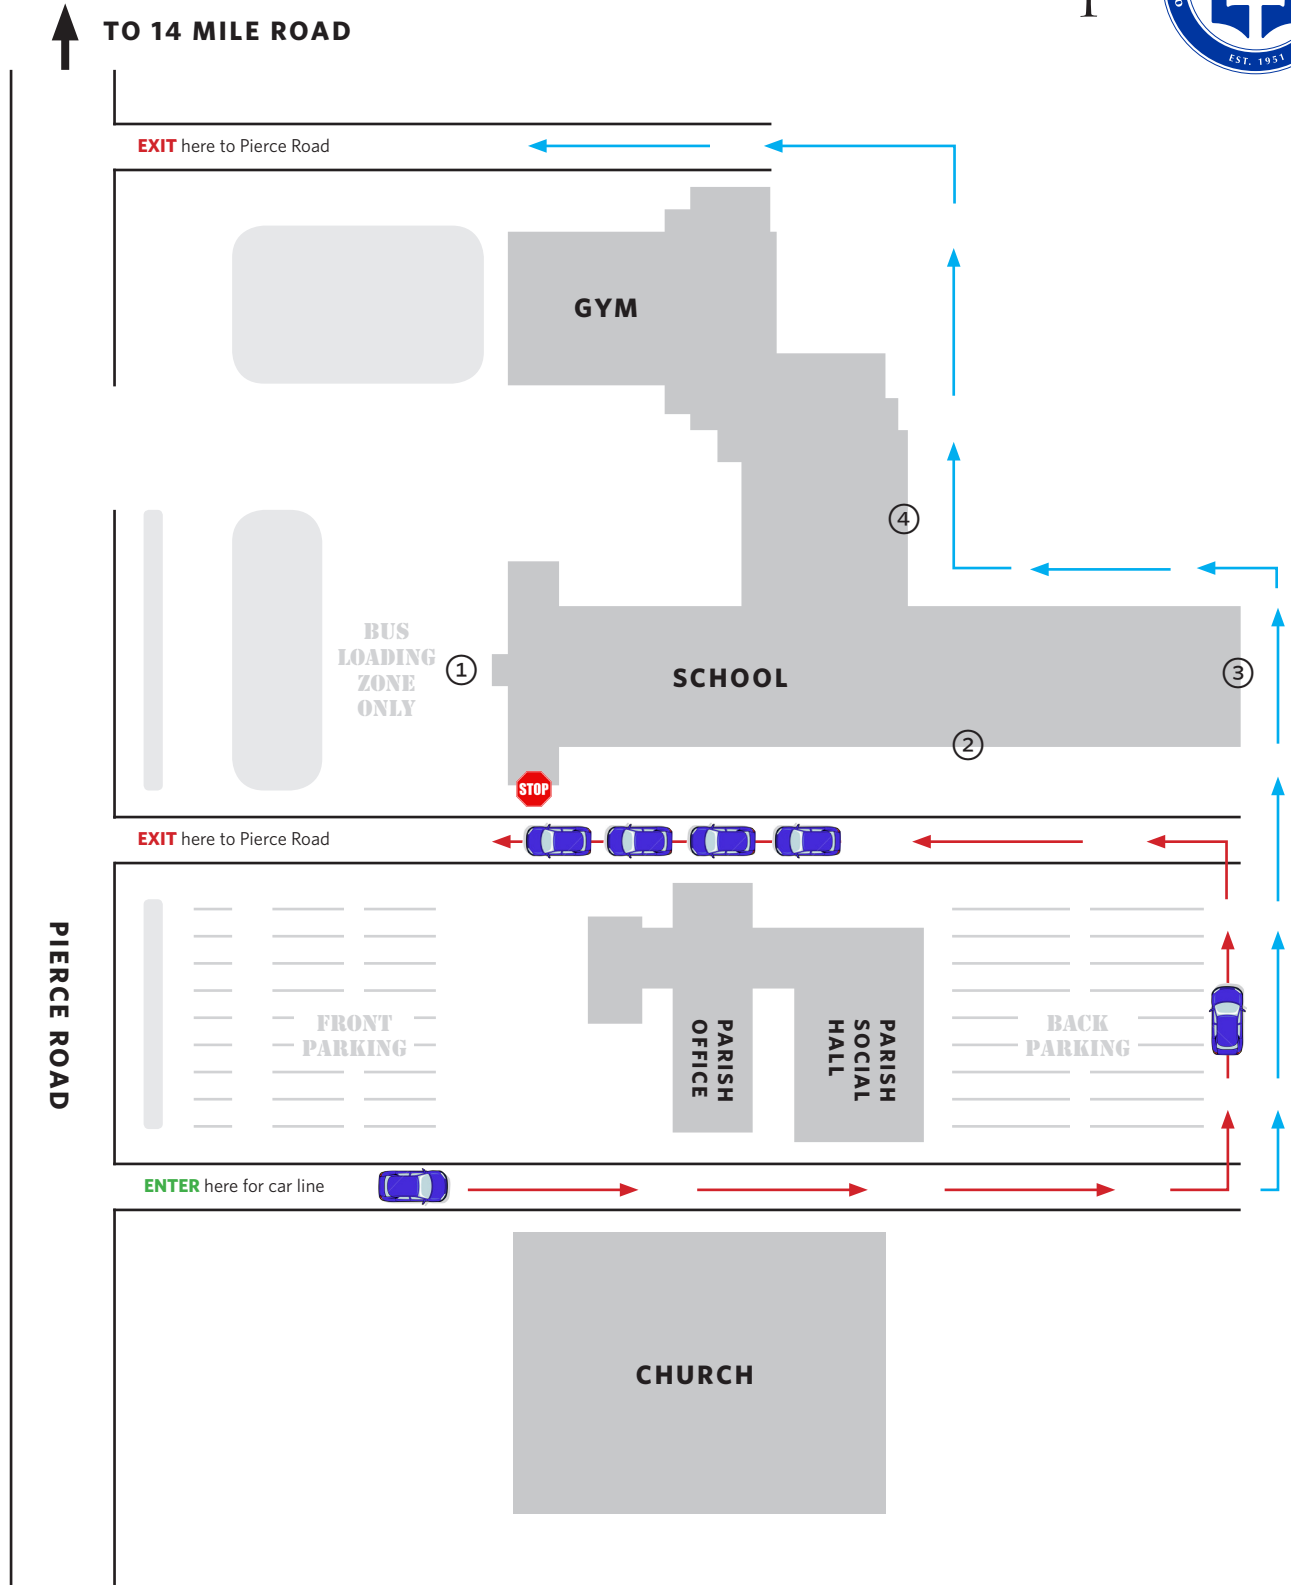 TO 14 MILE ROAD
EST. 1951
EXIT here to Pierce Road
GYM
4
BUS
LOADING
ZONE
ONLY
1
SCHOOL
3
2
STOP
EXIT here to Pierce Road
PIERCE ROAD
FRONT
PARKING
PARISH
OFFICE
PARISH
SOCIAL
HALL
BACK
PARKING
ENTER here for car line
CHURCH